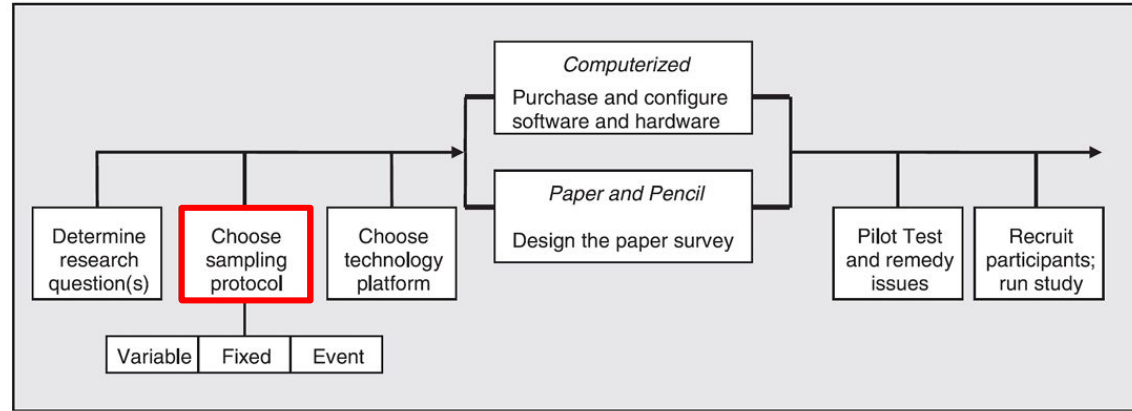 Computerized
Purchase and configure
software and hardware
Paper and Pencil
Design the paper survey
Determine
research
question(s)
Choose
sampling
protocol
Choose
technology
platform
Pilot Test
and remedy
issues
Recruit
participants;
run study
Variable
Fixed
Event